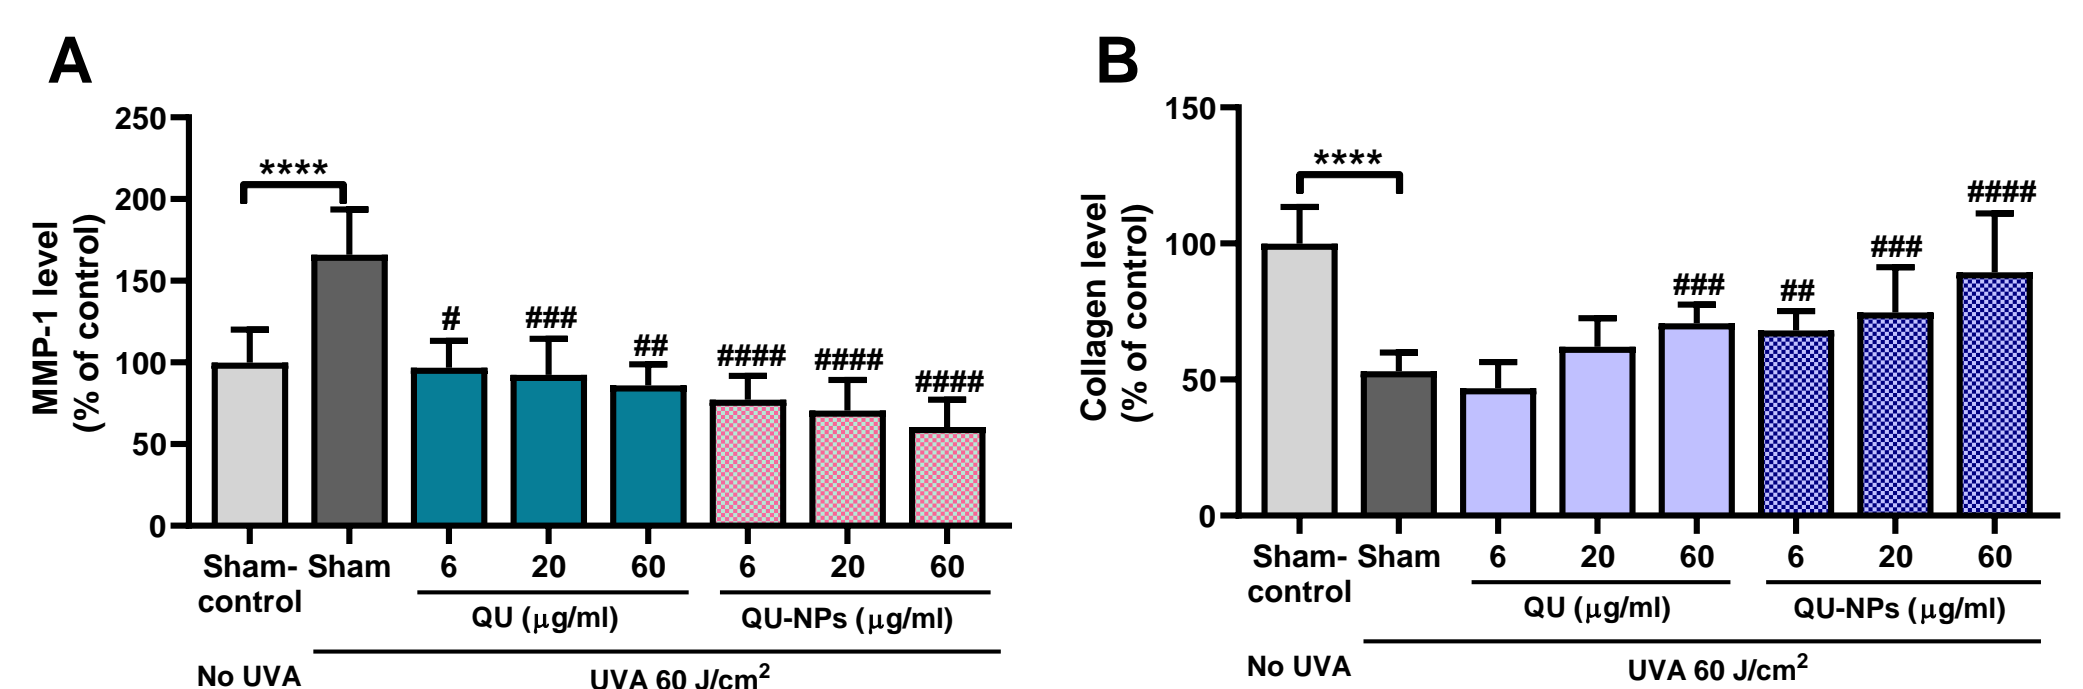 A
MMP-1 level
(% of control)
250
200
150
100
50
0
****
#
###
##
####
####
####
Sham-control
Sham
6
20
60
6
20
60
QU (μg/ml)
QU-NPs (μg/ml)
No UVA
UVA 60 J/cm²
B
Collagen level
(% of control)
150
100
50
0
****
###
##
###
####
Sham-control
Sham
6
20
60
6
20
60
QU (μg/ml)
QU-NPs (μg/ml)
No UVA
UVA 60 J/cm²